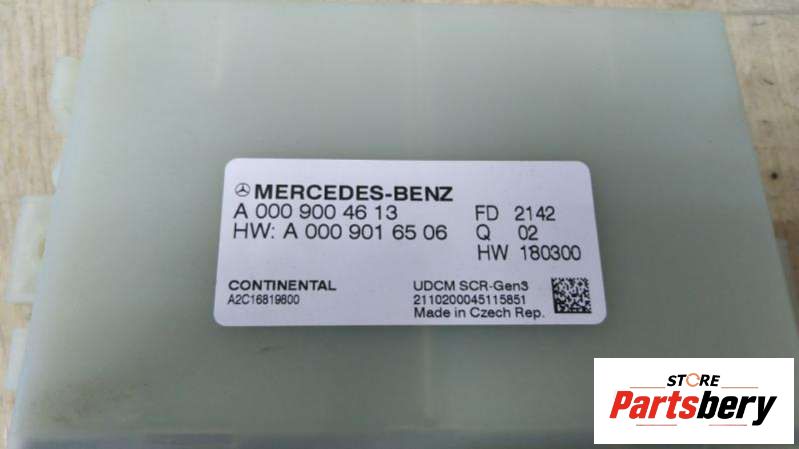 MERCEDES-BENZ
A 000 900 46 13
HW: A 000 901 65 06
FD 2142
Q 02
HW 180300
CONTINENTAL
A2C16819800
UDCM SCR-Gen3
2110200045115851
Made in Czech Rep.
STORE
Partsbery